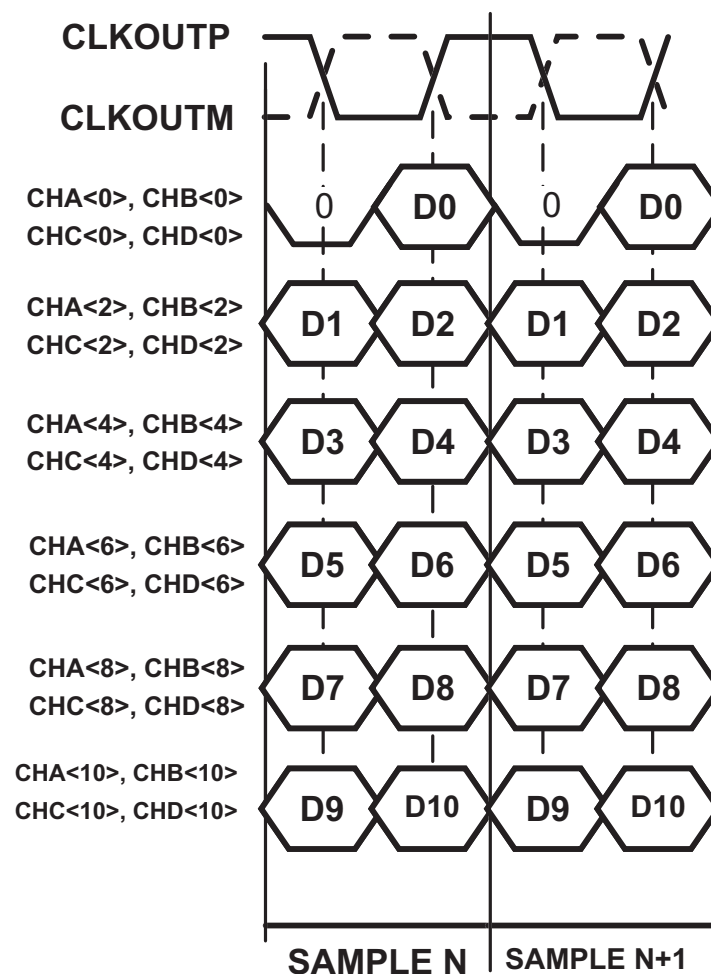 CLKOUTP
CLKOUTM
CHA<0>, CHB<0>
CHC<0>, CHD<0>
0 D0 0 D0
CHA<2>, CHB<2>
CHC<2>, CHD<2>
D1 D2 D1 D2
CHA<4>, CHB<4>
CHC<4>, CHD<4>
D3 D4 D3 D4
CHA<6>, CHB<6>
CHC<6>, CHD<6>
D5 D6 D5 D6
CHA<8>, CHB<8>
CHC<8>, CHD<8>
D7 D8 D7 D8
CHA<10>, CHB<10>
CHC<10>, CHD<10>
D9 D10 D9 D10
SAMPLE N SAMPLE N+1